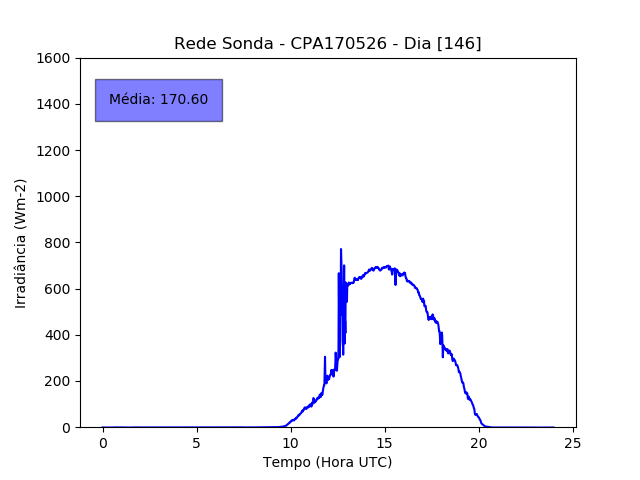 Rede Sonda - CPA170526 - Dia [146]
1600
1400
1200
1000
800
600
400
200
0
Média: 170.60
Irradiância (Wm-2)
0 5 10 15 20 25
Tempo (Hora UTC)